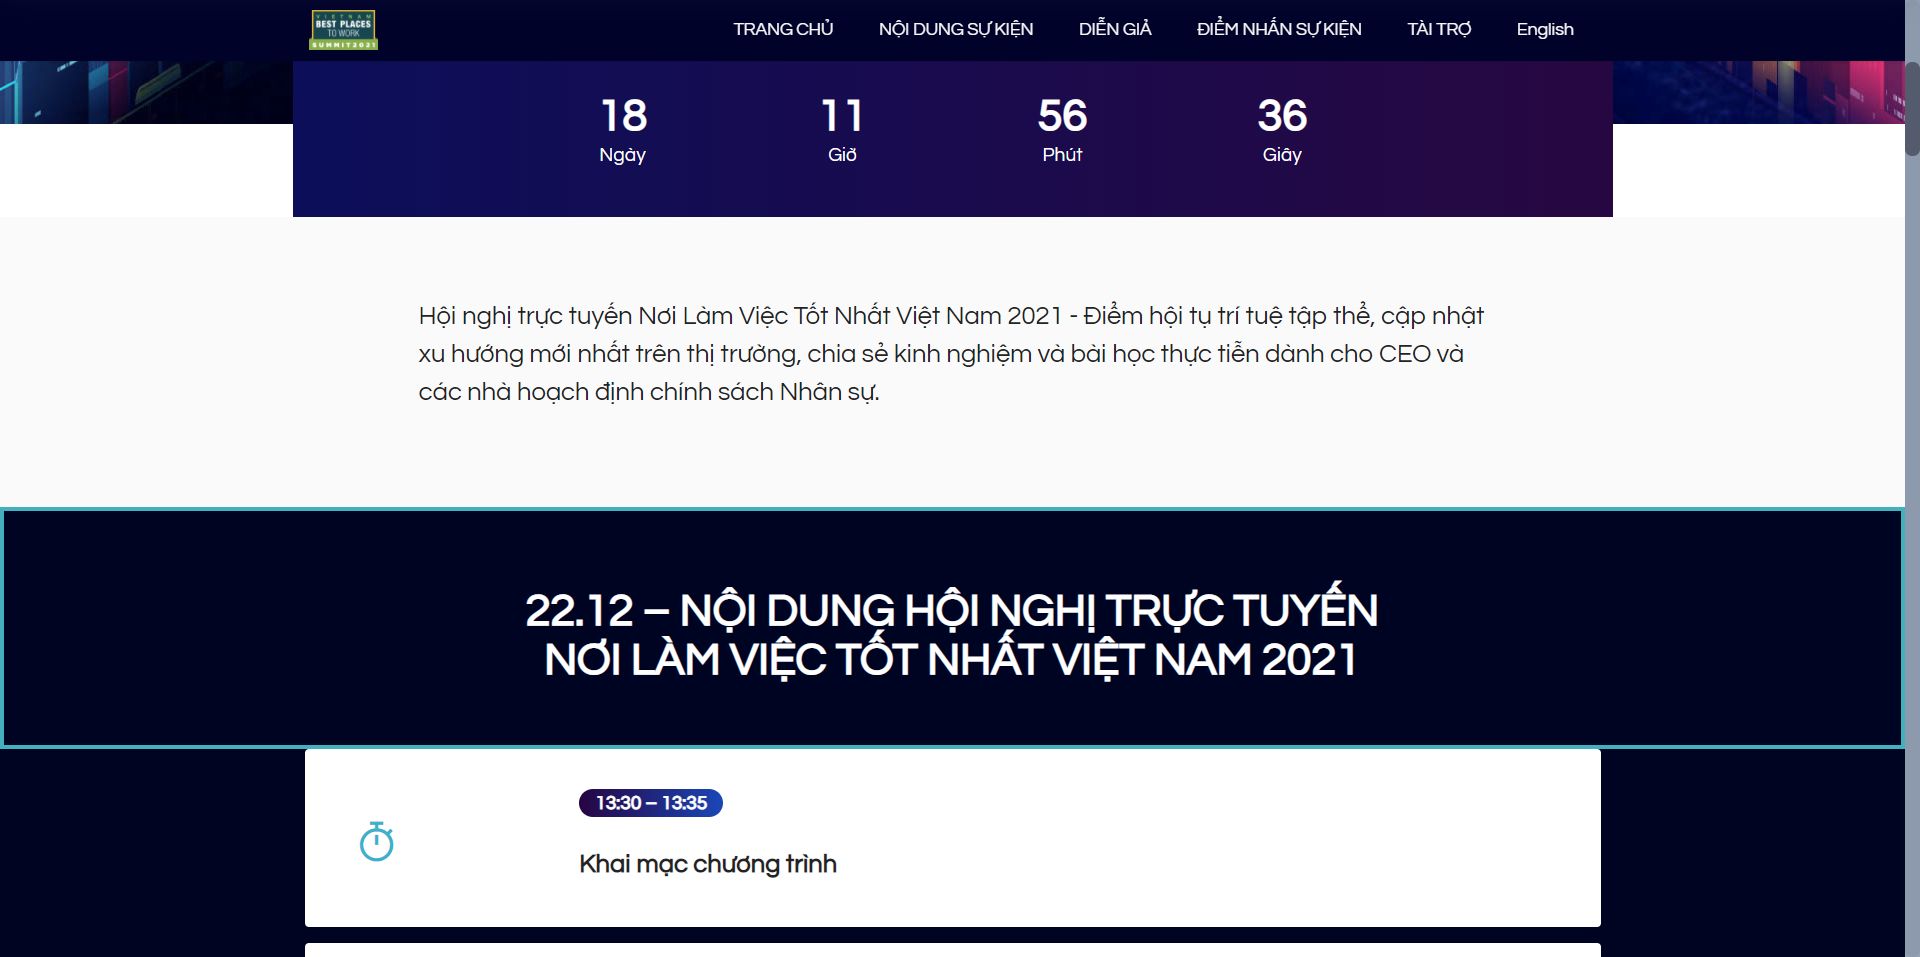 VIETNAM
BEST PLACES
TO WORK
SUMMIT2021
TRANG CHỦ
NỘI DUNG SỰ KIỆN
DIỄN GIẢ
ĐIỂM NHẤN SỰ KIỆN
TÀI TRỢ
English
18
11
56
36
Ngày
Giờ
Phút
Giây
Hội nghị trực tuyến Nơi Làm Việc Tốt Nhất Việt Nam 2021 - Điểm hội tụ trí tuệ tập thể, cập nhật
xu hướng mới nhất trên thị trường, chia sẻ kinh nghiệm và bài học thực tiễn dành cho CEO và
các nhà hoạch định chính sách Nhân sự.
22.12 – NỘI DUNG HỘI NGHỊ TRỰC TUYẾN
NƠI LÀM VIỆC TỐT NHẤT VIỆT NAM 2021
13:30 – 13:35
Khai mạc chương trình